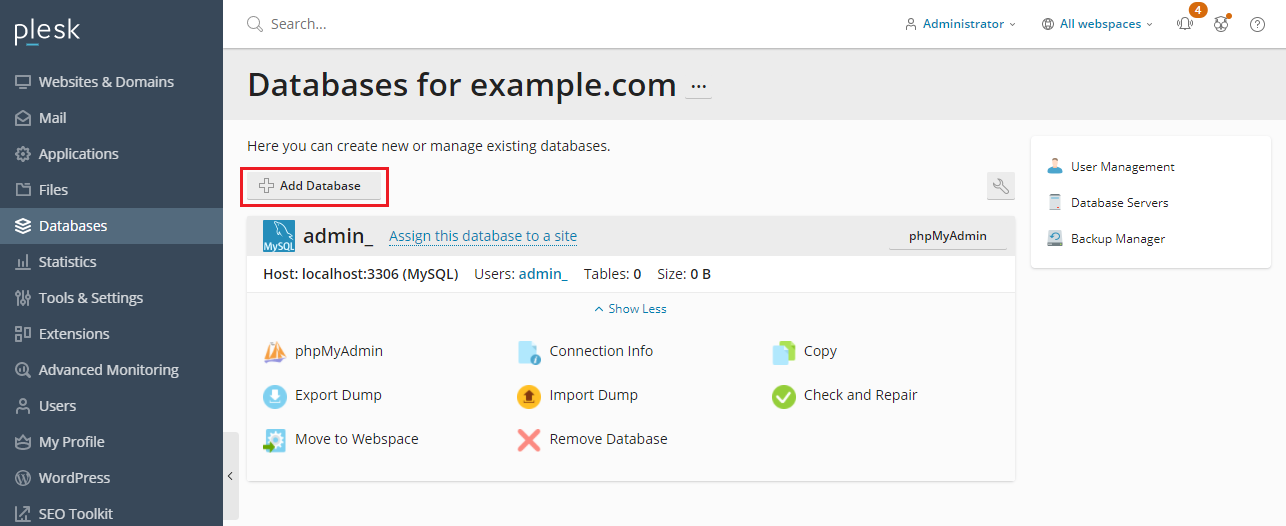 plesk
Search...
Administrator
All webspaces
4
Websites & Domains
Mail
Applications
Files
Databases
Statistics
Tools & Settings
Extensions
Advanced Monitoring
Users
My Profile
WordPress
SEO Toolkit
Databases for example.com ...
Here you can create new or manage existing databases.
Add Database
MySQL
admin_ Assign this database to a site
phpMyAdmin
Host: localhost:3306 (MySQL) Users: admin_ Tables: 0 Size: 0 B
Show Less
phpMyAdmin
Connection Info
Copy
Export Dump
Import Dump
Check and Repair
Move to Webspace
Remove Database
User Management
Database Servers
Backup Manager